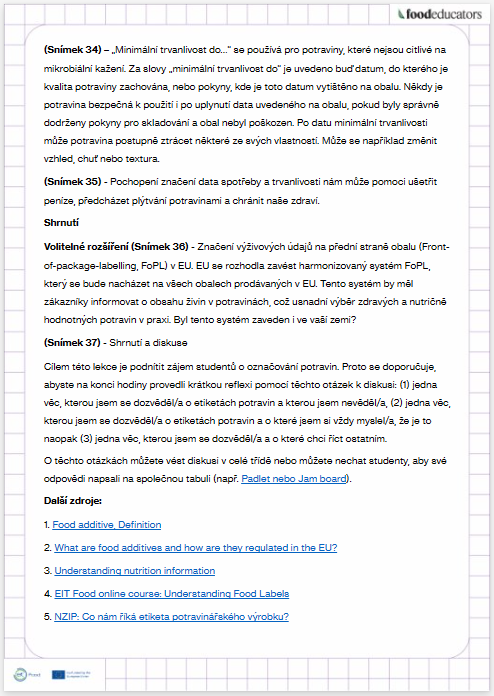 foodeducators
(Snímek 34) – „Minimální trvanlivost do...“ se používá pro potraviny, které nejsou citlivé na
mikrobiální kažení. Za slovy „minimální trvanlivost do“ je uvedeno buď datum, do kterého je
kvalita potraviny zachována, nebo pokyny, kde je toto datum vytištěno na obalu. Někdy je
potravina bezpečná k použití i po uplynutí data uvedeného na obalu, pokud byly správně
dodrženy pokyny pro skladování a obal nebyl poškozen. Po datu minimální trvanlivosti
může potravina postupně ztrácet některé ze svých vlastností. Může se například změnit
vzhled, chuť nebo textura.
(Snímek 35) - Pochopení značení data spotřeby a trvanlivosti nám může pomoci ušetřit
peníze, předcházet plýtvání potravinami a chránit naše zdraví.
Shrnutí
Volitelné rozšíření (Snímek 36) - Značení výživových údajů na přední straně obalu (Front-
of-package-labelling, FoPL) v EU. EU se rozhodla zavést harmonizovaný systém FoPL,
který se bude nacházet na všech obalech prodávaných v EU. Tento systém by měl
zákazníky informovat o obsahu živin v potravinách, což usnadní výběr zdravých a nutričně
hodnotných potravin v praxi. Byl tento systém zaveden i ve vaší zemi?
(Snímek 37) - Shrnutí a diskuse
Cílem této lekce je podnítit zájem studentů o označování potravin. Proto se doporučuje,
abyste na konci hodiny provedli krátkou reflexi pomocí těchto otázek k diskusi: (1) jedna
věc, kterou jsem se dozvěděl/a o etiketách potravin a kterou jsem nevěděl/a, (2) jedna věc,
kterou jsem se dozvěděl/a o etiketách potravin a o které jsem si vždy myslel/a, že je to
naopak (3) jedna věc, kterou jsem se dozvěděl/a a o které chci říct ostatním.
O těchto otázkách můžete vést diskusi v celé třídě nebo můžete nechat studenty, aby své
odpovědi napsali na společnou tabuli (např. Padlet nebo Jam board).
Další zdroje:
1. Food additive, Definition
2. What are food additives and how are they regulated in the EU?
3. Understanding nutrition information
4. EIT Food online course: Understanding Food Labels
5. NZIP: Co nám říká etiketa potravinářského výrobku?
eit Food